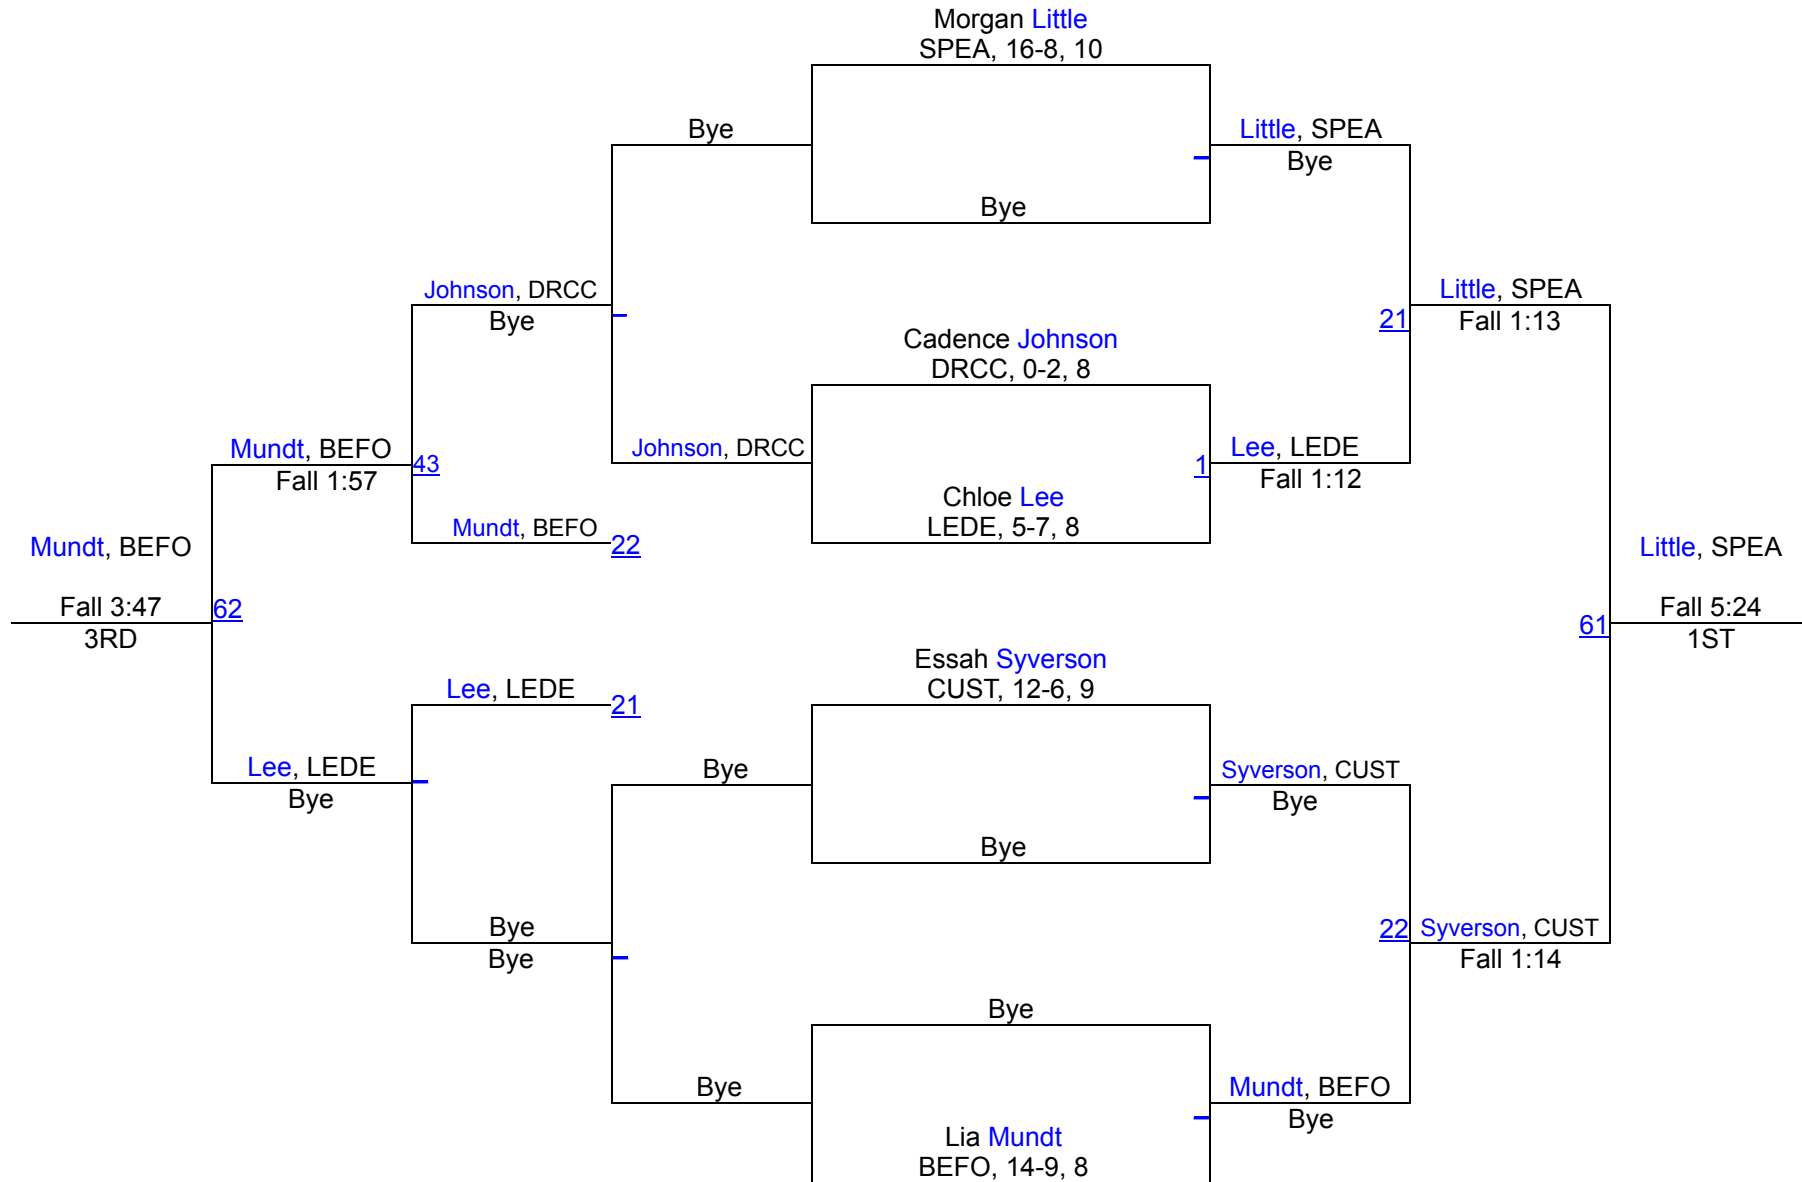 Morgan Little
SPEA, 16-8, 10
Bye
Little, SPEA
Bye
Bye
Johnson, DRCC
Bye
Little, SPEA
Fall 1:13
21
Cadence Johnson
DRCC, 0-2, 8
Mundt, BEFO
Fall 1:57
43
Johnson, DRCC
1
Lee, LEDE
Fall 1:12
Chloe Lee
LEDE, 5-7, 8
Mundt, BEFO
22
Mundt, BEFO
Fall 3:47
3RD
62
Little, SPEA
Fall 5:24
1ST
61
Essah Syverson
CUST, 12-6, 9
Lee, LEDE
21
Lee, LEDE
Bye
Bye
Syverson, CUST
Bye
Bye
Bye
Bye
22
Syverson, CUST
Fall 1:14
Bye
Bye
Mundt, BEFO
Bye
Lia Mundt
BEFO, 14-9, 8